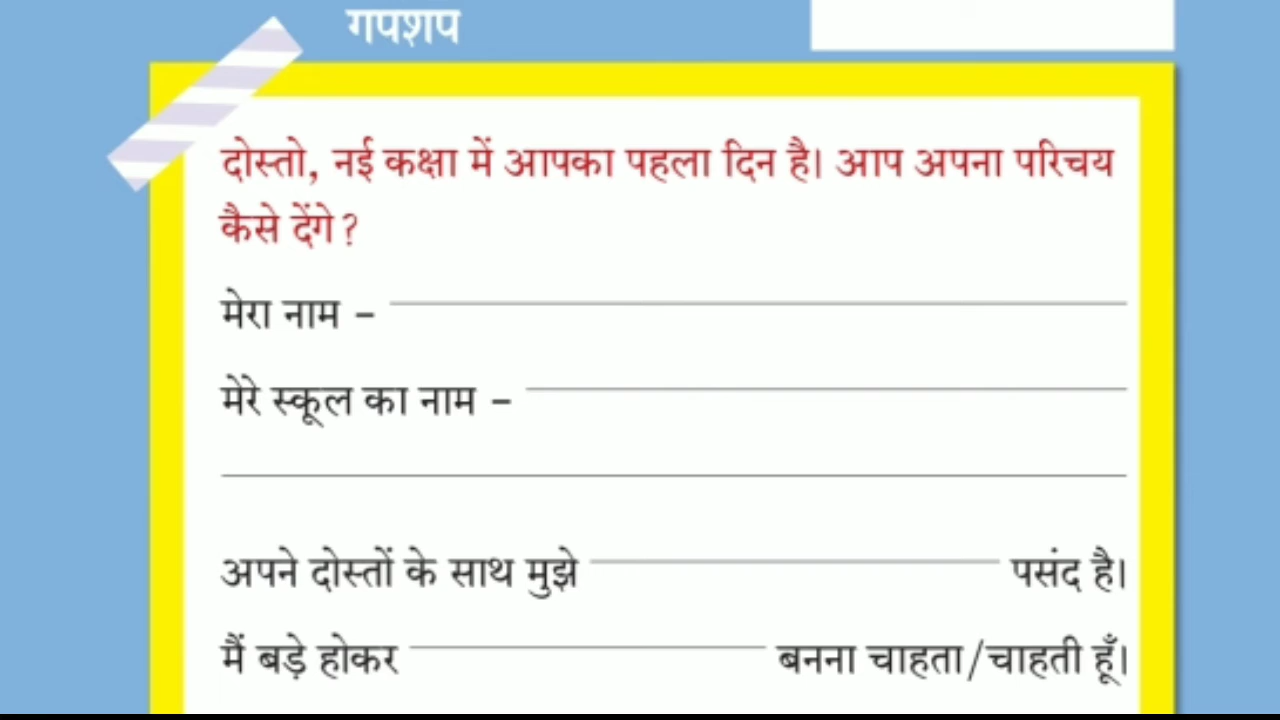 गपशप
दोस्तो, नई कक्षा में आपका पहला दिन है। आप अपना परिचय
कैसे देंगे?
मेरा नाम –
मेरे स्कूल का नाम –
अपने दोस्तों के साथ मुझे पसंद है।
मैं बड़े होकर बनना चाहता/चाहती हूँ।